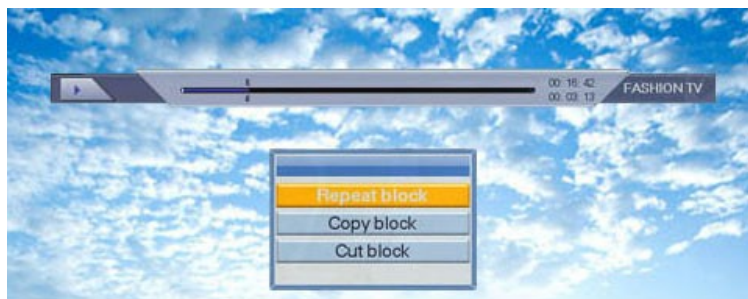 00: 16: 42
00: 03: 13
FASHION TV
Repeat block
Copy block
Cut block